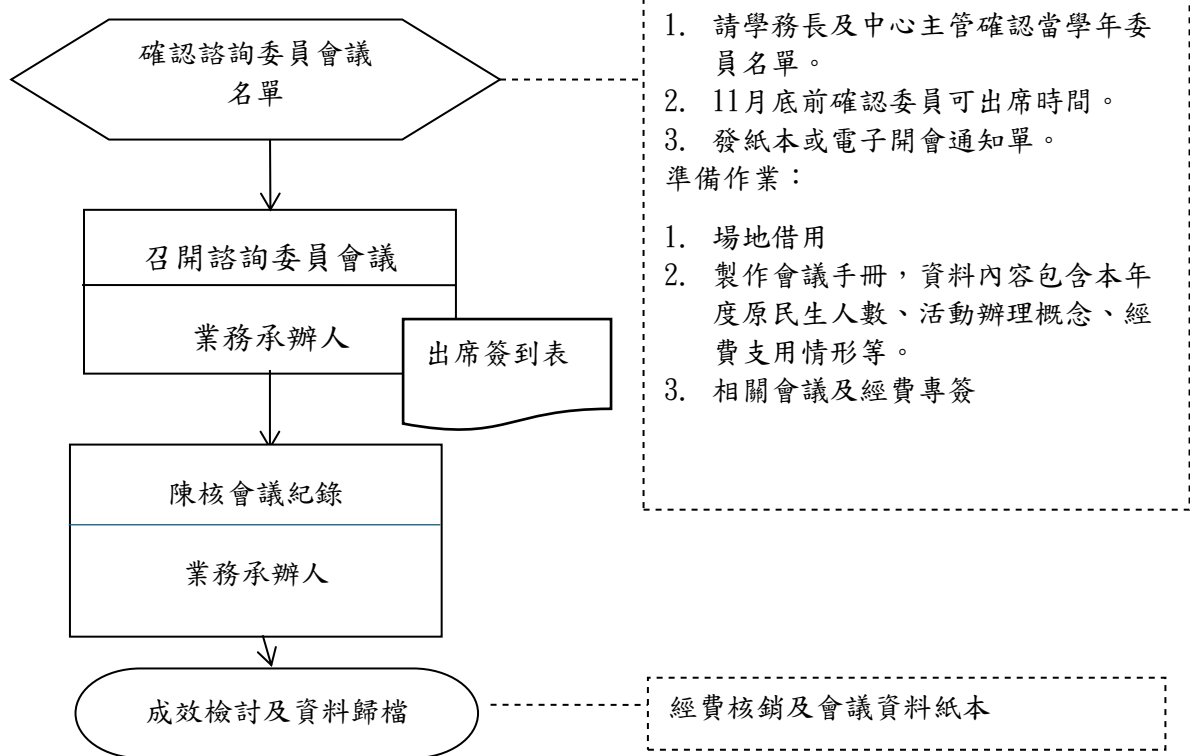 確認諮詢委員會議
名單
1. 請學務長及中心主管確認當學年委
員名單。
2. 11月底前確認委員可出席時間。
3. 發紙本或電子開會通知單。
準備作業：
1. 場地借用
2. 製作會議手冊，資料內容包含本年
度原民生人數、活動辦理概念、經
費支用情形等。
3. 相關會議及經費專簽
召開諮詢委員會議
業務承辦人
出席簽到表
陳核會議紀錄
業務承辦人
成效檢討及資料歸檔
經費核銷及會議資料紙本